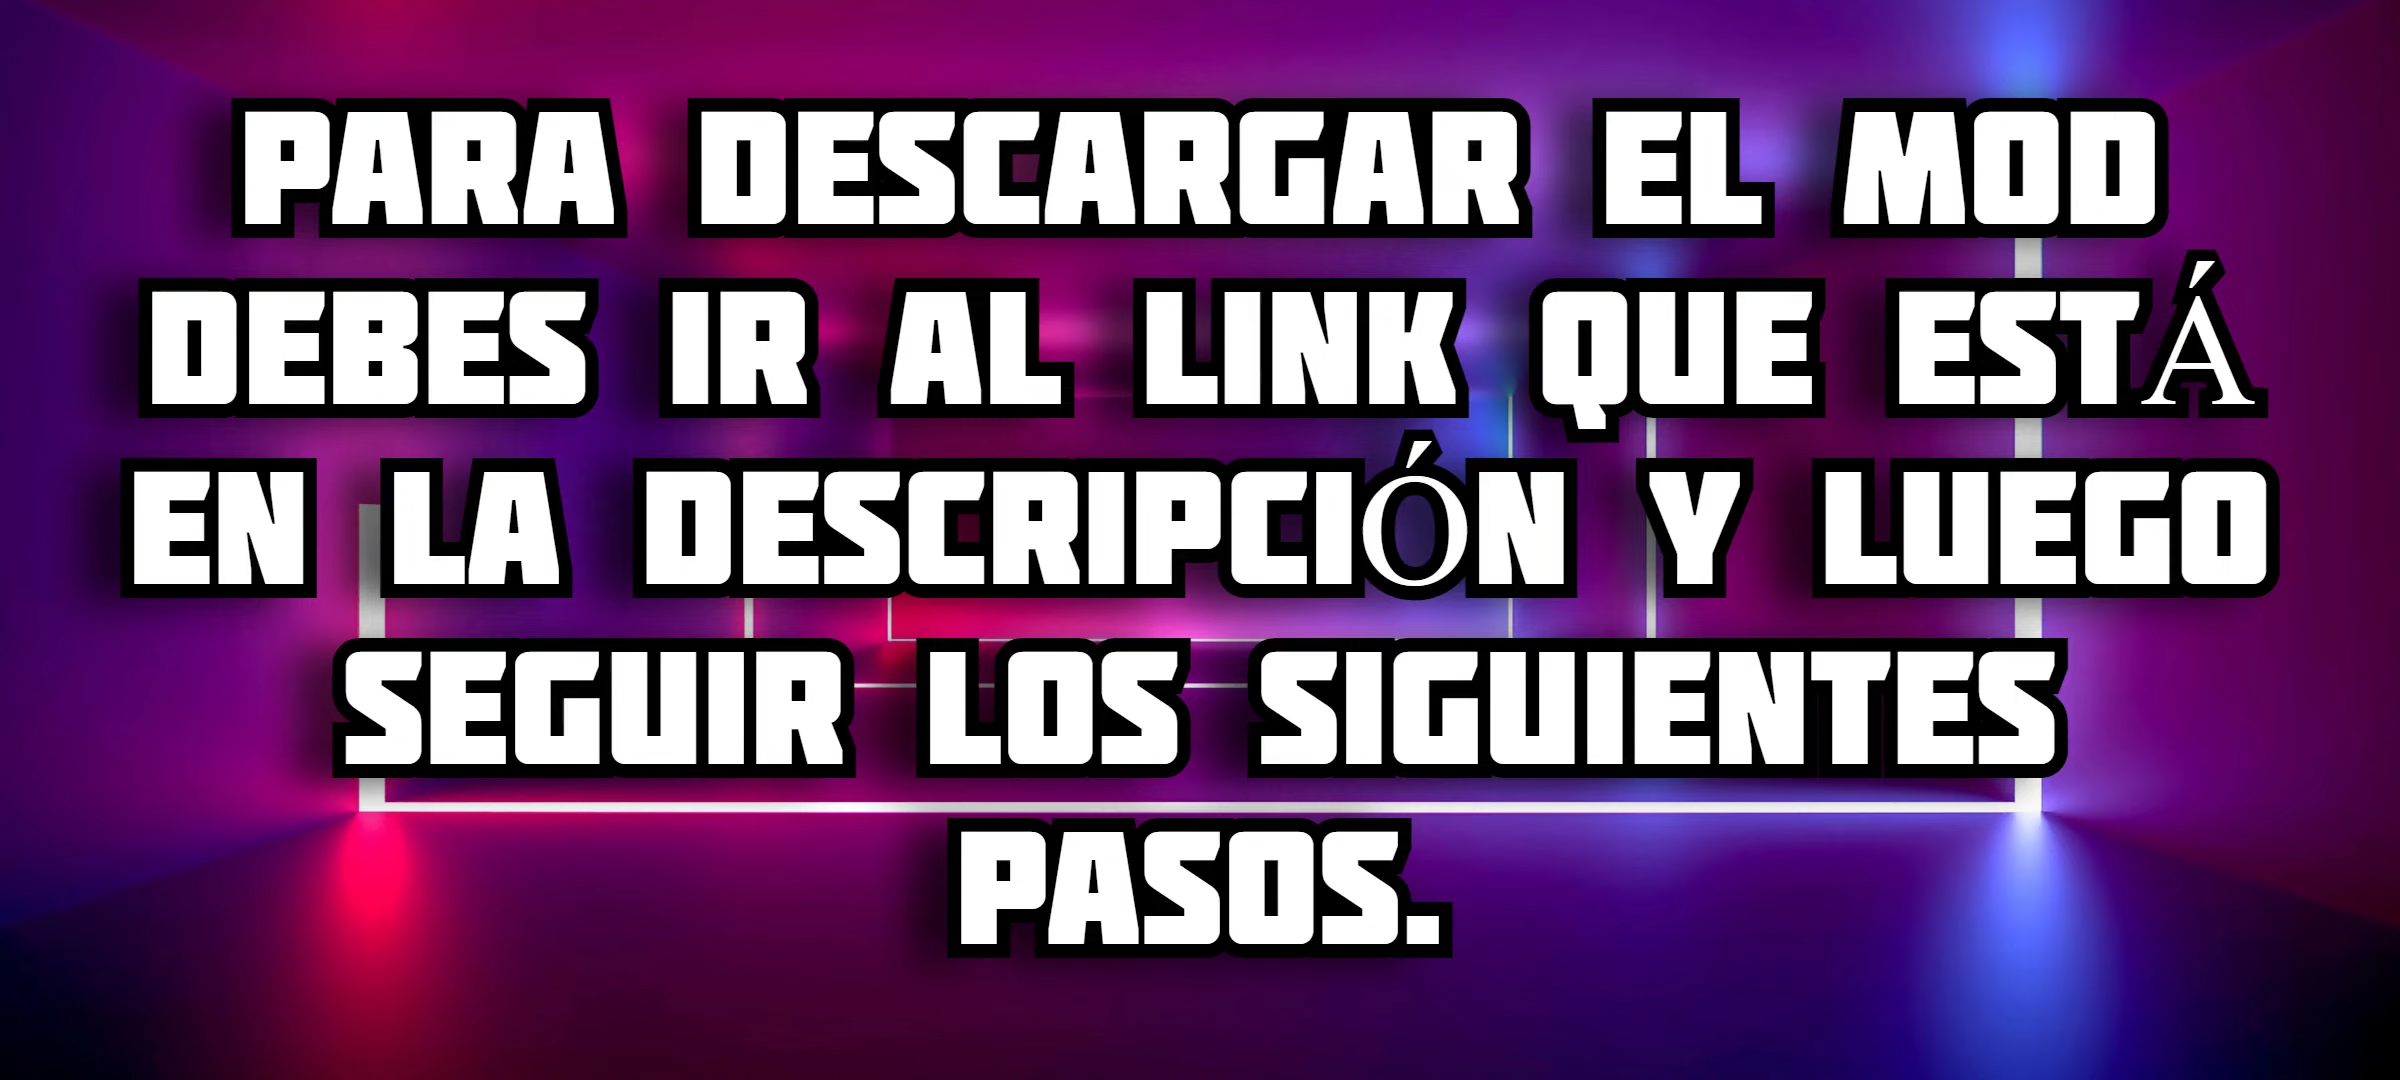 PARA DESCARGAR EL MOD
DEBES IR AL LINK QUE ESTÁ
EN LA DESCRIPCIÓN Y LUEGO
SEGUIR LOS SIGUIENTES
PASOS.